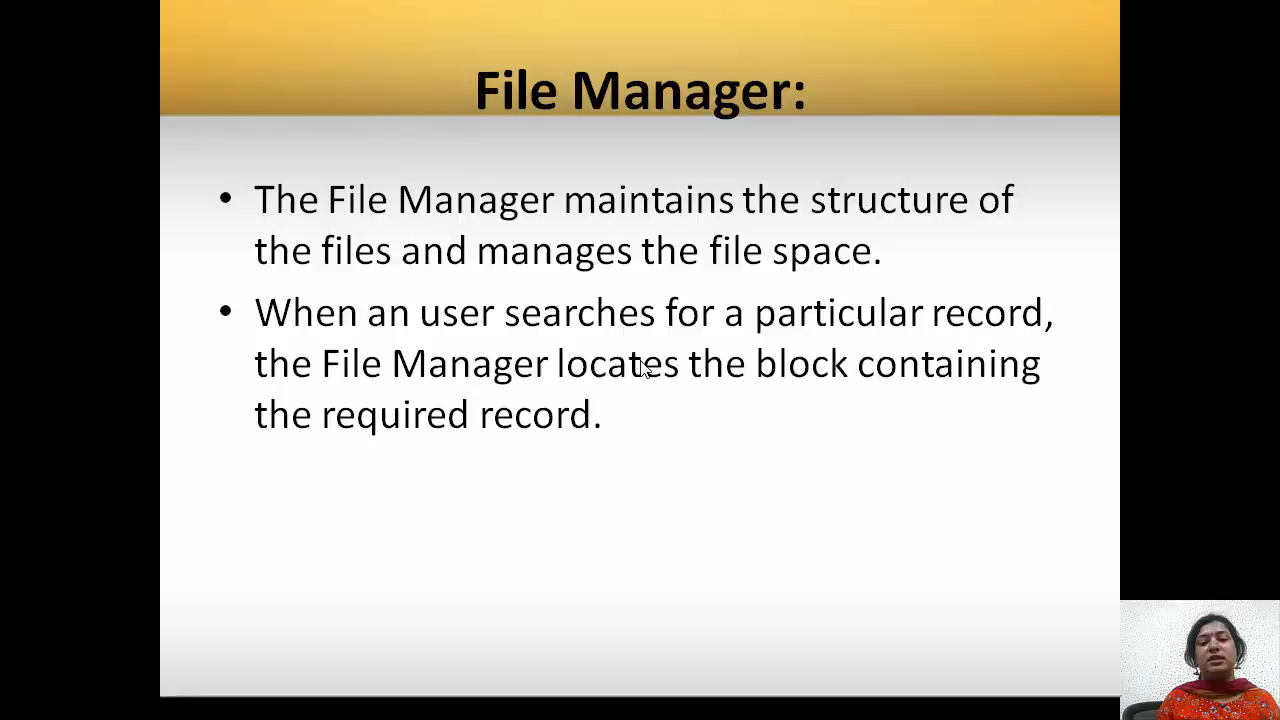 File Manager:
• The File Manager maintains the structure of
the files and manages the file space.
• When an user searches for a particular record,
the File Manager locates the block containing
the required record.